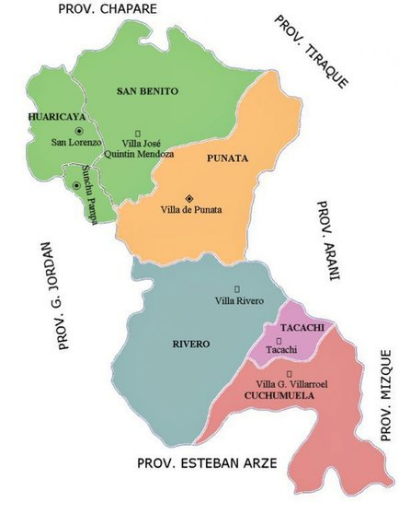 PROV. CHAPARE
PROV. TIRAQUE
SAN BENITO
HUARICAYA
San Lorenzo
Villa José
Quintin Mendoza
PUNATA
Sunchu Pampa
Villa de Punata
PROV. ARANI
PROV. G. JORDAN
Villa Rivero
TACACHI
RIVERO
Tacachi
Villa G. Villarroel
CUCHUMUELA
PROV. MIZQUE
PROV. ESTEBAN ARZE